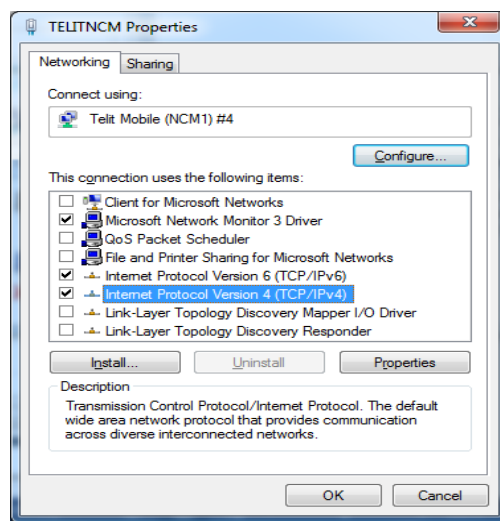 TELITNCM Properties
Networking
Sharing
Connect using:
Telit Mobile (NCM1) #4
Configure...
This connection uses the following items:
Client for Microsoft Networks
Microsoft Network Monitor 3 Driver
QoS Packet Scheduler
File and Printer Sharing for Microsoft Networks
Internet Protocol Version 6 (TCP/IPv6)
Internet Protocol Version 4 (TCP/IPv4)
Link-Layer Topology Discovery Mapper I/O Driver
Link-Layer Topology Discovery Responder
Install...
Uninstall
Properties
Description
Transmission Control Protocol/Internet Protocol. The default
wide area network protocol that provides communication
across diverse interconnected networks.
OK
Cancel